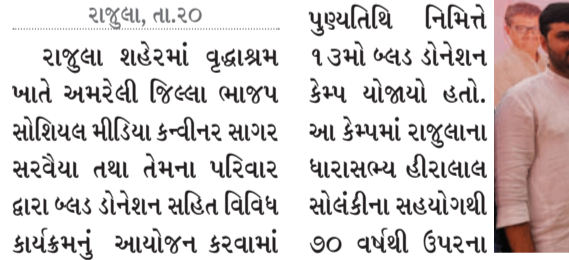 રાજુલા, તા.૨૦
રાજુલા શહેરમાં વૃદ્ધાશ્રમ
ખાતે અમરેલી જિલ્લા ભાજપ
સોશિયલ મીડિયા કન્વીનર સાગર
સરવૈયા તથા તેમના પરિવાર
દ્વારા બ્લડ ડોનેશન સહિત વિવિધ
કાર્યક્રમનું આયોજન કરવામાં
પુણ્યતિથિ નિમિત્તે
૧૩મો બ્લડ ડોનેશન
કેમ્પ યોજાયો હતો.
આ કેમ્પમાં રાજુલાના
ધારાસભ્ય હીરાલાલ
સોલંકીના સહયોગથી
૭૦ વર્ષથી ઉપરના